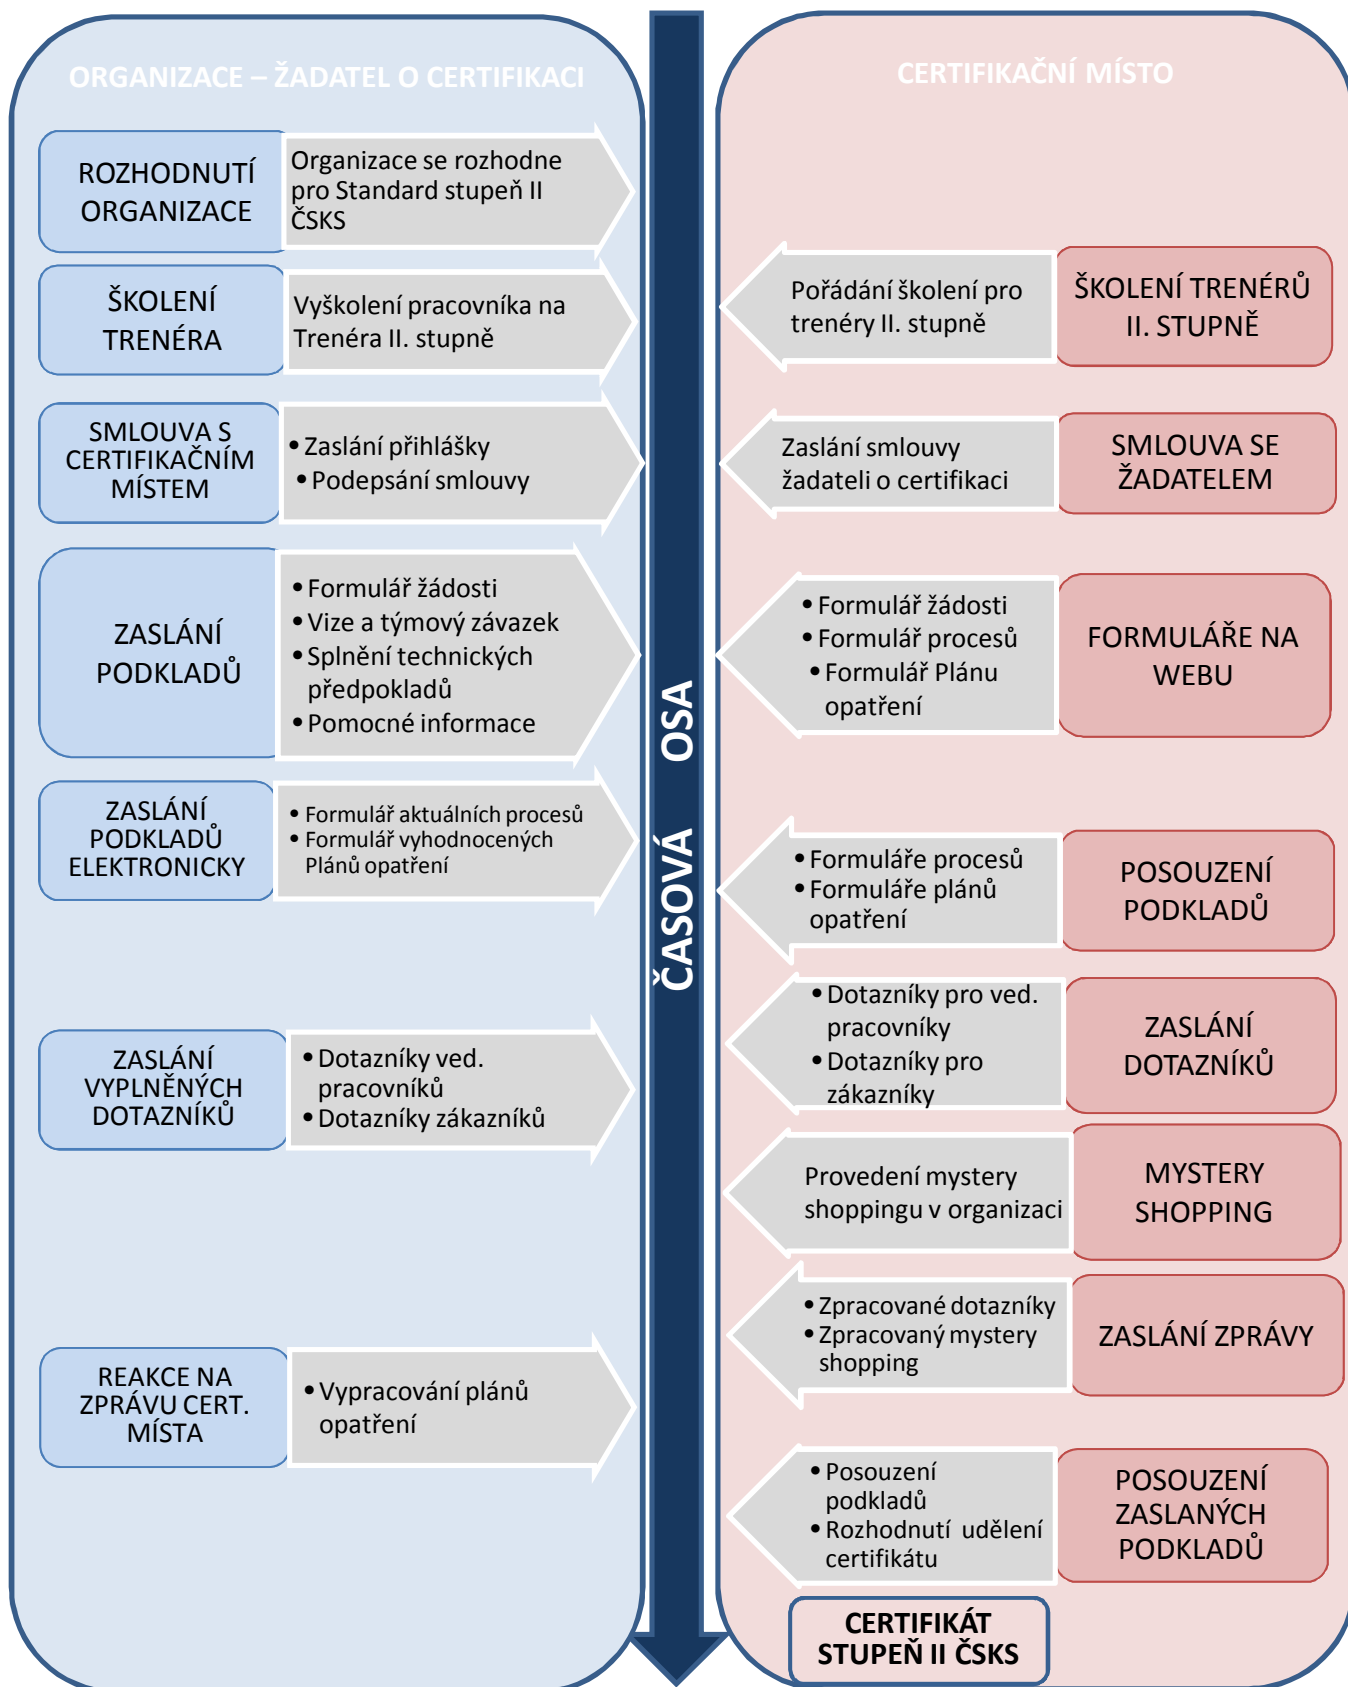 ORGANIZACE – ŽADATEL O CERTIFIKACI
ROZHODNUTÍ
ORGANIZACE
Organizace se rozhodne
pro Standard stupeň II
ČSKS
ŠKOLENÍ
TRENÉRA
Vyškolení pracovníka na
Trenéra II. stupně
SMLOUVA S
CERTIFIKAČNÍM
MÍSTEM
• Zaslání přihlášky
• Podepsání smlouvy
ZASLÁNÍ
PODKLADŮ
• Formulář žádosti
• Vize a týmový závazek
• Splnění technických
předpokladů
• Pomocné informace
ZASLÁNÍ
PODKLADŮ
ELEKTRONICKY
• Formulář aktuálních procesů
• Formulář vyhodnocených
Plánů opatření
ZASLÁNÍ
VYPLNĚNÝCH
DOTAZNÍKŮ
• Dotazníky ved.
pracovníků
• Dotazníky zákazníků
REAKCE NA
ZPRÁVU CERT.
MÍSTA
• Vypracování plánů
opatření
ČASOVÁ OSA
CERTIFIKAČNÍ MÍSTO
Pořádání školení pro
trenéry II. stupně
ŠKOLENÍ TRENÉRŮ
II. STUPNĚ
Zaslání smlouvy
žadateli o certifikaci
SMLOUVA SE
ŽADATELEM
• Formulář žádosti
• Formulář procesů
• Formulář Plánu
opatření
FORMULÁŘE NA
WEBU
• Formuláře procesů
• Formuláře plánů
opatření
POSOUZENÍ
PODKLADŮ
• Dotazníky pro ved.
pracovníky
• Dotazníky pro
zákazníky
ZASLÁNÍ
DOTAZNÍKŮ
Provedení mystery
shoppingu v organizaci
MYSTERY
SHOPPING
• Zpracované dotazníky
• Zpracovaný mystery
shopping
ZASLÁNÍ ZPRÁVY
• Posouzení
podkladů
• Rozhodnutí udělení
certifikátu
POSOUZENÍ
ZASLANÝCH
PODKLADŮ
CERTIFIKÁT
STUPEŇ II ČSKS